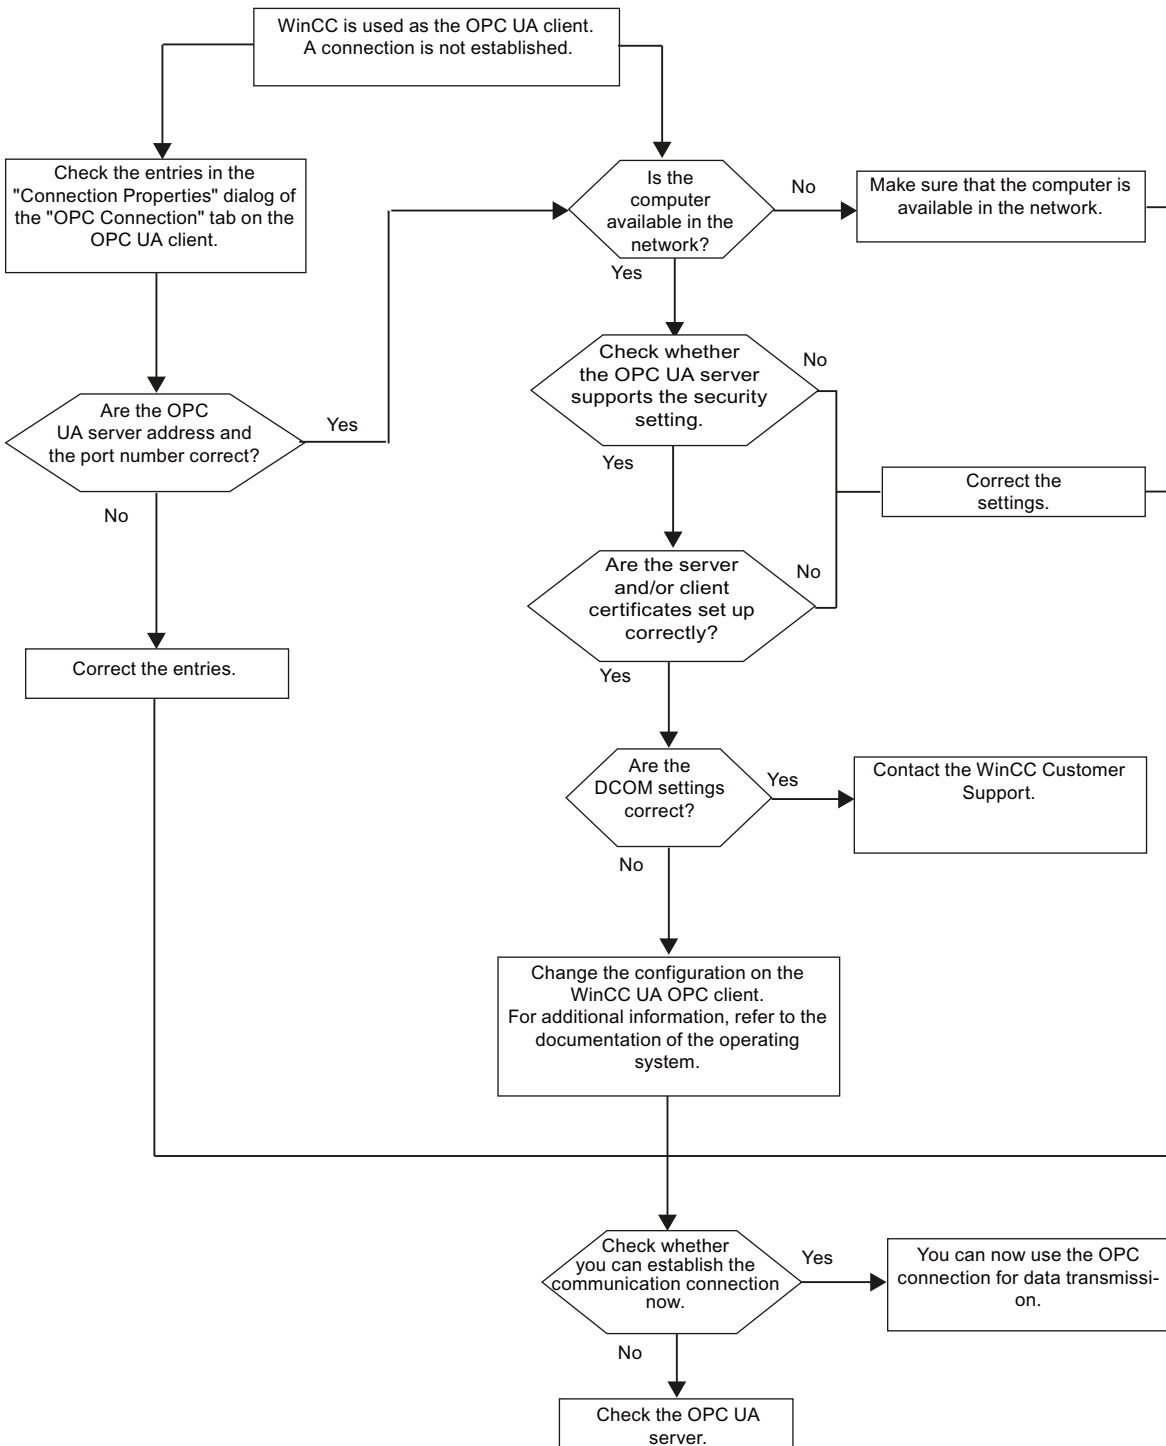 WinCC is used as the OPC UA client.
A connection is not established.
Check the entries in the
"Connection Properties" dialog of
the "OPC Connection" tab on the
OPC UA client.
Is the
computer
available in the
network?
No
Make sure that the computer is
available in the network.
Yes
Check whether
the OPC UA server
supports the security
setting.
No
Are the OPC
UA server address and
the port number correct?
Yes
Yes
Correct the
settings.
No
Are the server
and/or client
certificates set up
correctly?
No
Correct the entries.
Yes
Are the
DCOM settings
correct?
Yes
Contact the WinCC Customer
Support.
No
Change the configuration on the
WinCC UA OPC client.
For additional information, refer to the
documentation of the operating
system.
Check whether
you can establish the
communication connection
now.
Yes
You can now use the OPC
connection for data transmissi-
on.
No
Check the OPC UA
server.